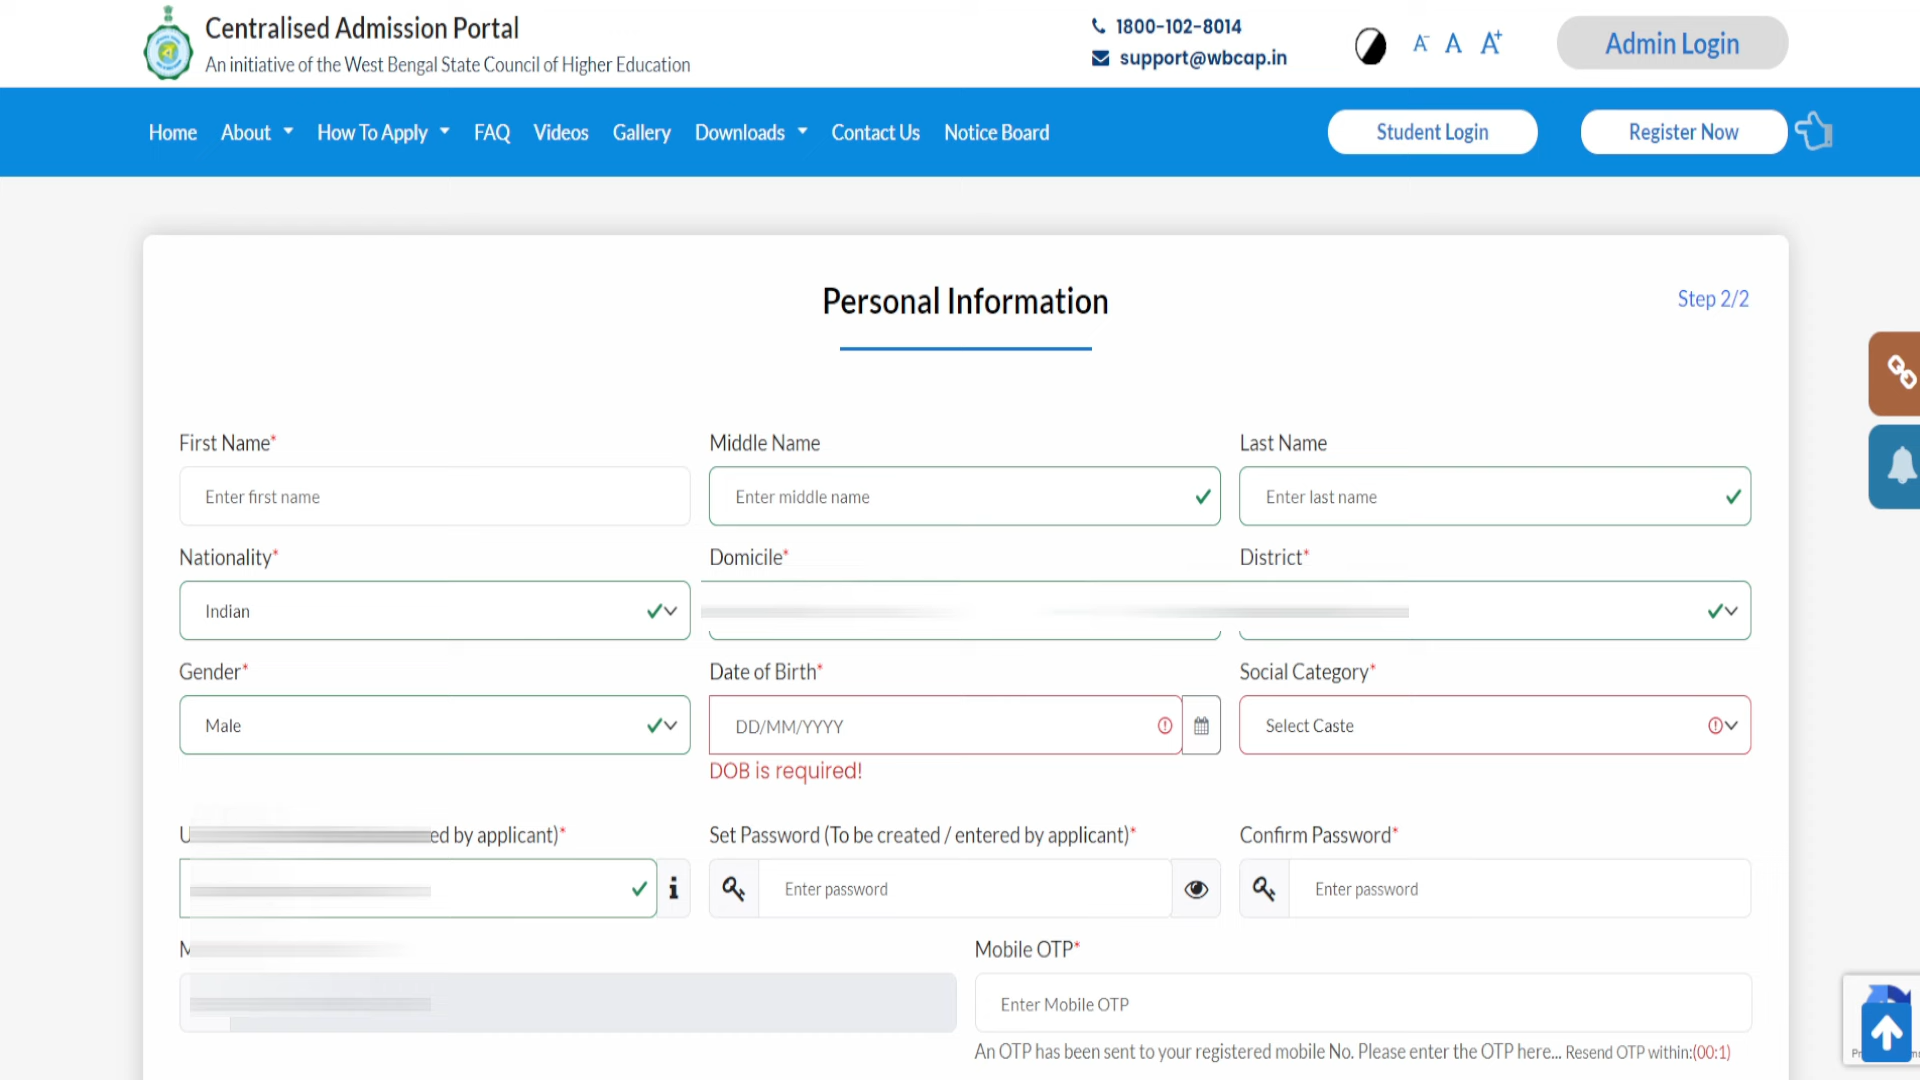 Centralised Admission Portal
An initiative of the West Bengal State Council of Higher Education
1800-102-8014
support@wbcap.in
A- A A+
Admin Login
Home About How To Apply FAQ Videos Gallery Downloads Contact Us Notice Board
Student Login
Register Now
Personal Information
Step 2/2
First Name* Middle Name Last Name
Enter first name Enter middle name Enter last name
Nationality* Domicile* District*
Indian
Gender* Date of Birth* Social Category*
Male DD/MM/YYYY Select Caste
DOB is required!
by applicant)* Set Password (To be created / entered by applicant)* Confirm Password*
Enter password Enter password
Mobile OTP*
Enter Mobile OTP
An OTP has been sent to your registered mobile No. Please enter the OTP here... Resend OTP within:(00:1)